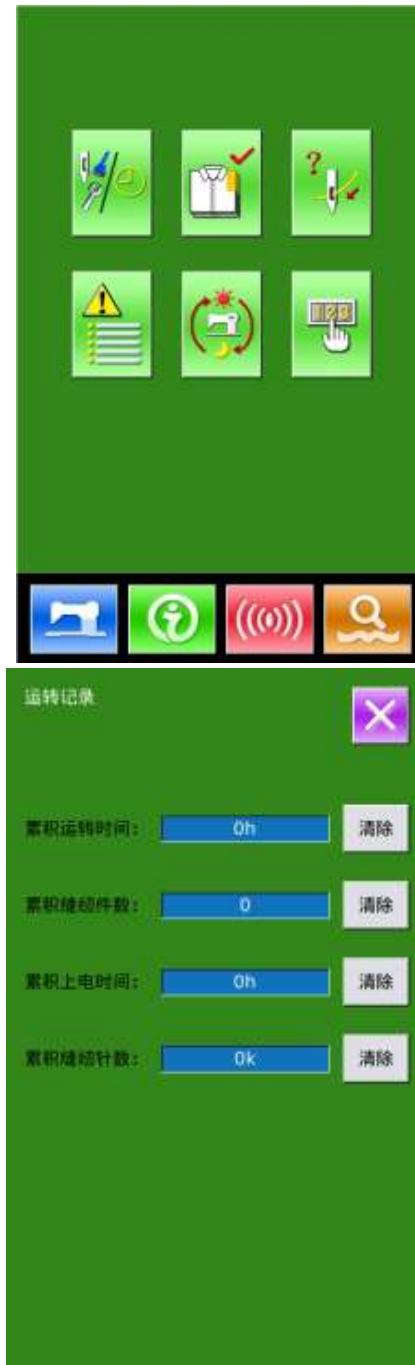 ?
123
运转记录
累积运转时间: 0h 清除
累积缝纫件数: 0 清除
累积上电时间: 0h 清除
累积缝纫针数: 0k 清除